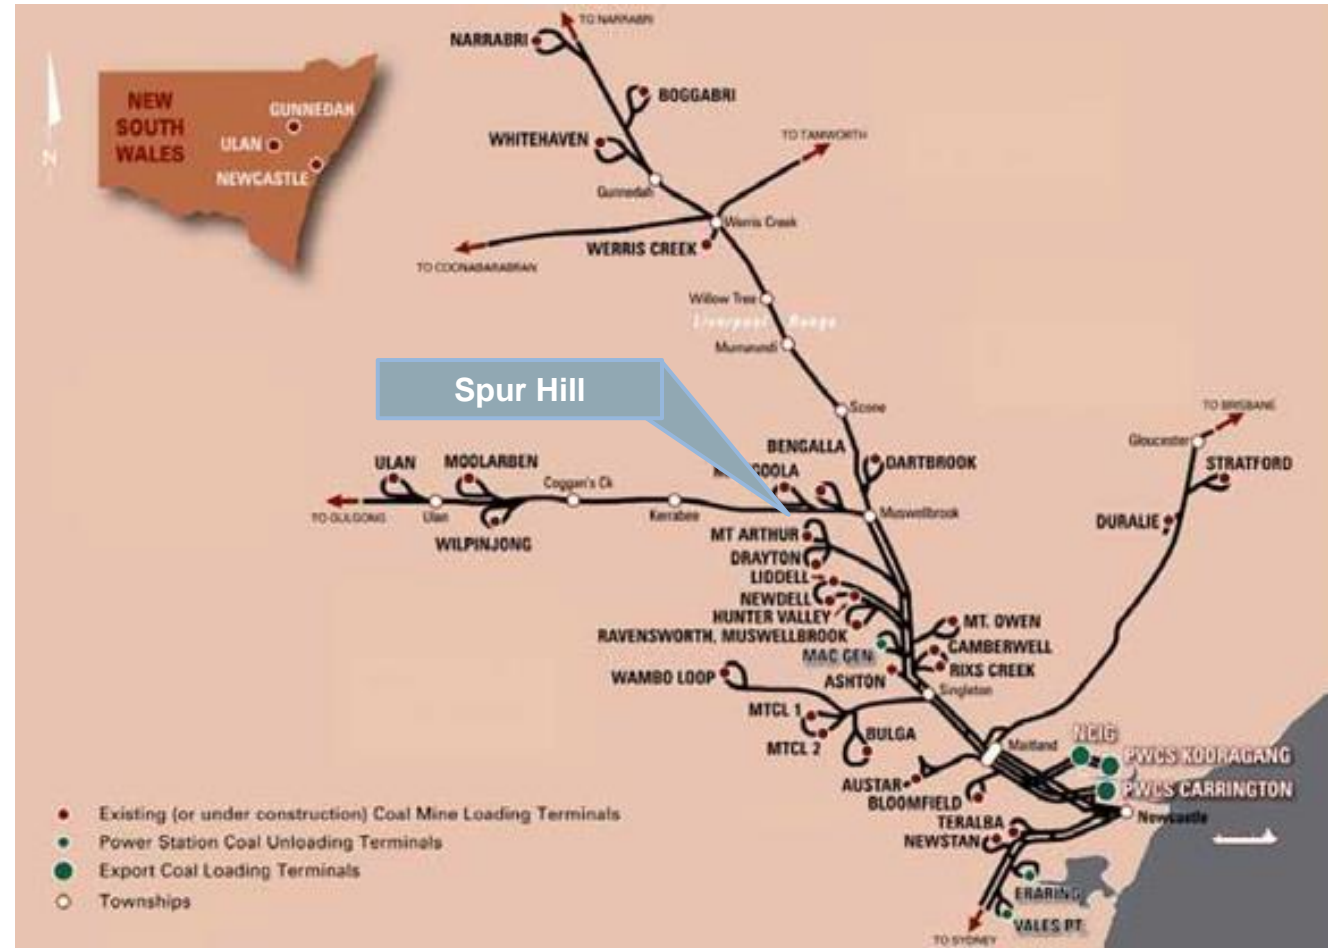 TO NARRABRI
NARRABRI
BOGGABRI
WHITEHAVEN
TO TAMWORTH
Gunnedah
Werris Creek
WERRIS CREEK
TO COONABARABRAN
NEW
SOUTH
WALES
GUNNEDAH
ULAN
NEWCASTLE
N
Willow Tree
Liverpool Range
Murrurundi
Spur Hill
Scone
TO BRISBANE
Gloucester
STRATFORD
DURALIE
BENGALLA
DARTBROOK
ULAN
MOOLARBEN
Coggan's Ck
TO GULGONG
Ulan
Kerrabee
Muswellbrook
WILPINJONG
MT ARTHUR
DRAYTON
LIDDELL
NEWDELL
HUNTER VALLEY
RAVENSWORTH, MUSWELLBROOK
MAC GEN
MT. OWEN
CAMBERWELL
RIXS CREEK
ASHTON
Singleton
WAMBO LOOP
MTCL 1
MTCL 2
BULGA
Maitland
NCIG
PWCS KOORAGANG
PWCS CARRINGTON
AUSTAR
BLOOMFIELD
Newcastle
TERALBA
NEWSTAN
ERARING
VALES PT.
TO SYDNEY
Existing (or under construction) Coal Mine Loading Terminals
Power Station Coal Unloading Terminals
Export Coal Loading Terminals
Townships